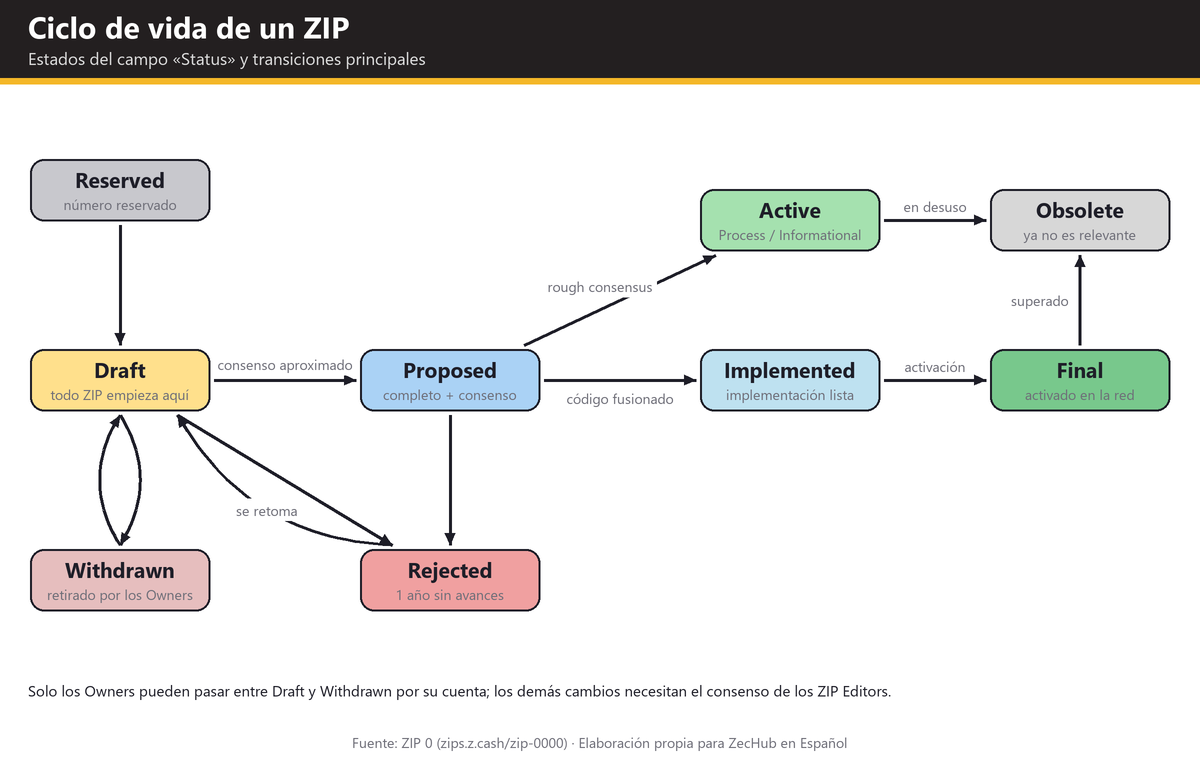 Ciclo de vida de un ZIP
Estados del campo «Status» y transiciones principales
Reserved
número reservado
Active
Process / Informational
en desuso
Obsolete
ya no es relevante
rough consensus
superado
Draft
todo ZIP empieza aquí
consenso aproximado
Proposed
completo + consenso
código fusionado
Implemented
implementación lista
activación
Final
activado en la red
se retoma
Withdrawn
retirado por los Owners
Rejected
1 año sin avances
Solo los Owners pueden pasar entre Draft y Withdrawn por su cuenta; los demás cambios necesitan el consenso de los ZIP Editors.
Fuente: ZIP 0 (zips.z.cash/zip-0000) · Elaboración propia para ZecHub en Español